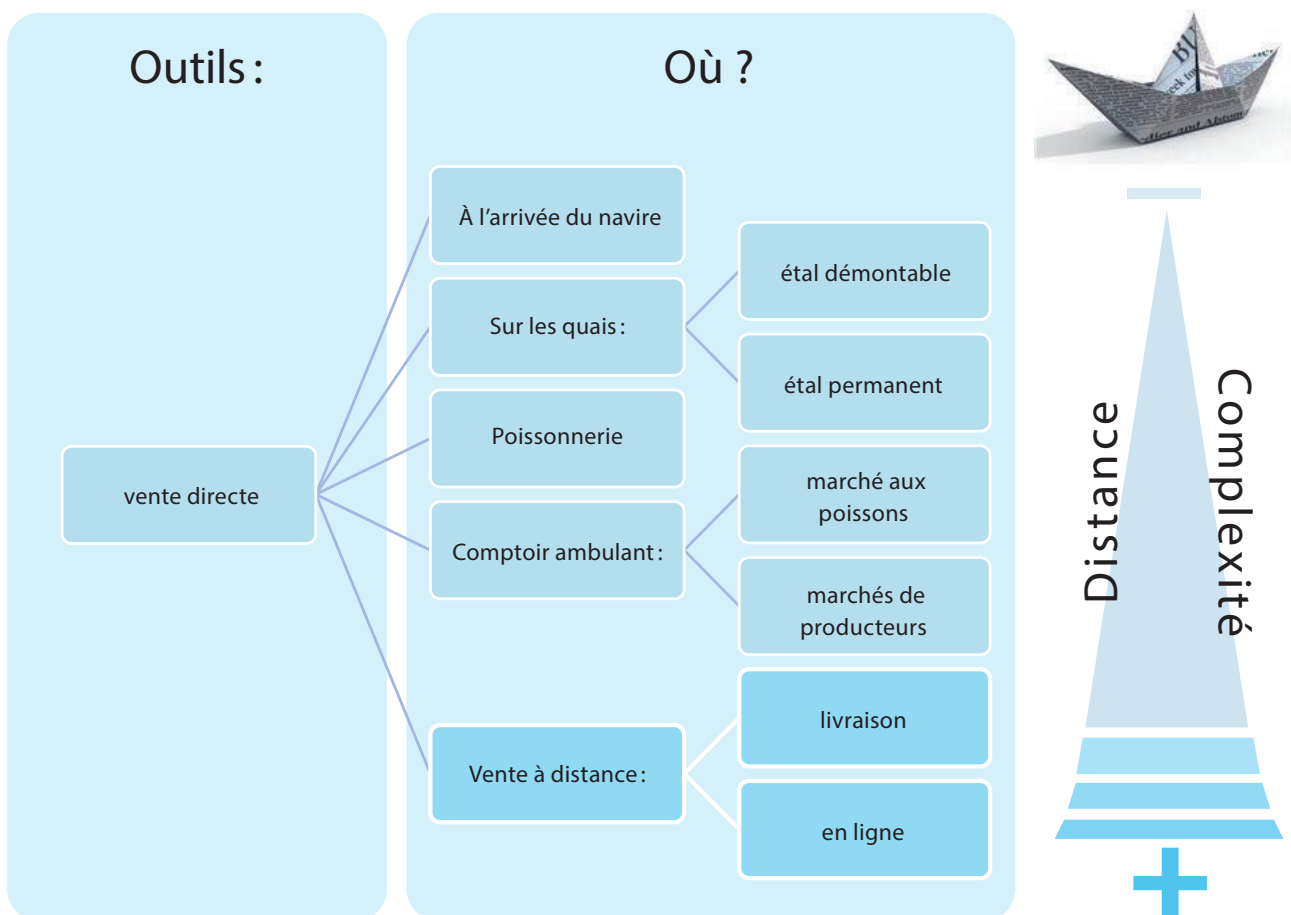 Outils :
Où ?
vente directe
À l’arrivée du navire
Sur les quais :
étal démontable
étal permanent
Poissonnerie
Comptoir ambulant :
marché aux
poissons
marchés de
producteurs
Vente à distance :
livraison
en ligne
Distance
Complexité